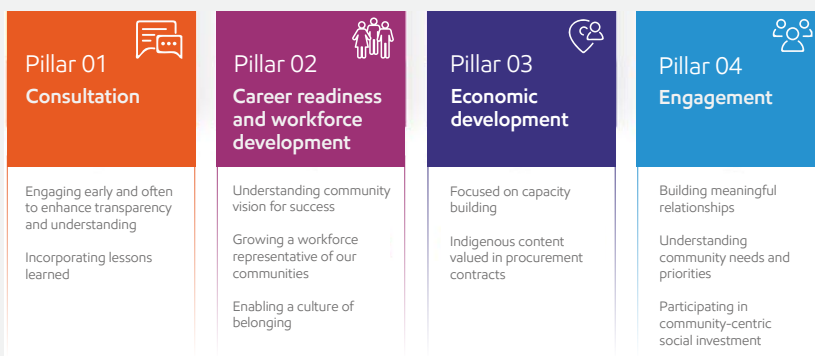 Pillar 01
Consultation
Engaging early and often
to enhance transparency
and understanding
Incorporating lessons
learned
Pillar 02
Career readiness
and workforce
development
Understanding community
vision for success
Growing a workforce
representative of our
communities
Enabling a culture of
belonging
Pillar 03
Economic
development
Focused on capacity
building
Indigenous content
valued in procurement
contracts
Pillar 04
Engagement
Building meaningful
relationships
Understanding
community needs and
priorities
Participating in
community-centric
social investment